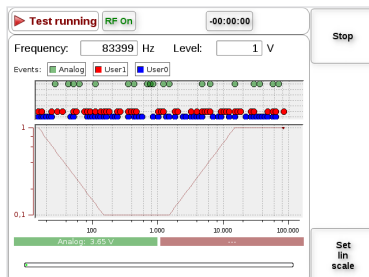 Test running RF On -00:00:00
Stop
Frequency: 83399 Hz Level: 1 V
Events: Analog User1 User0
1
0,1
100 1.000 10.000 100.000
Analog: 3.65 V ---
Set
lin
scale